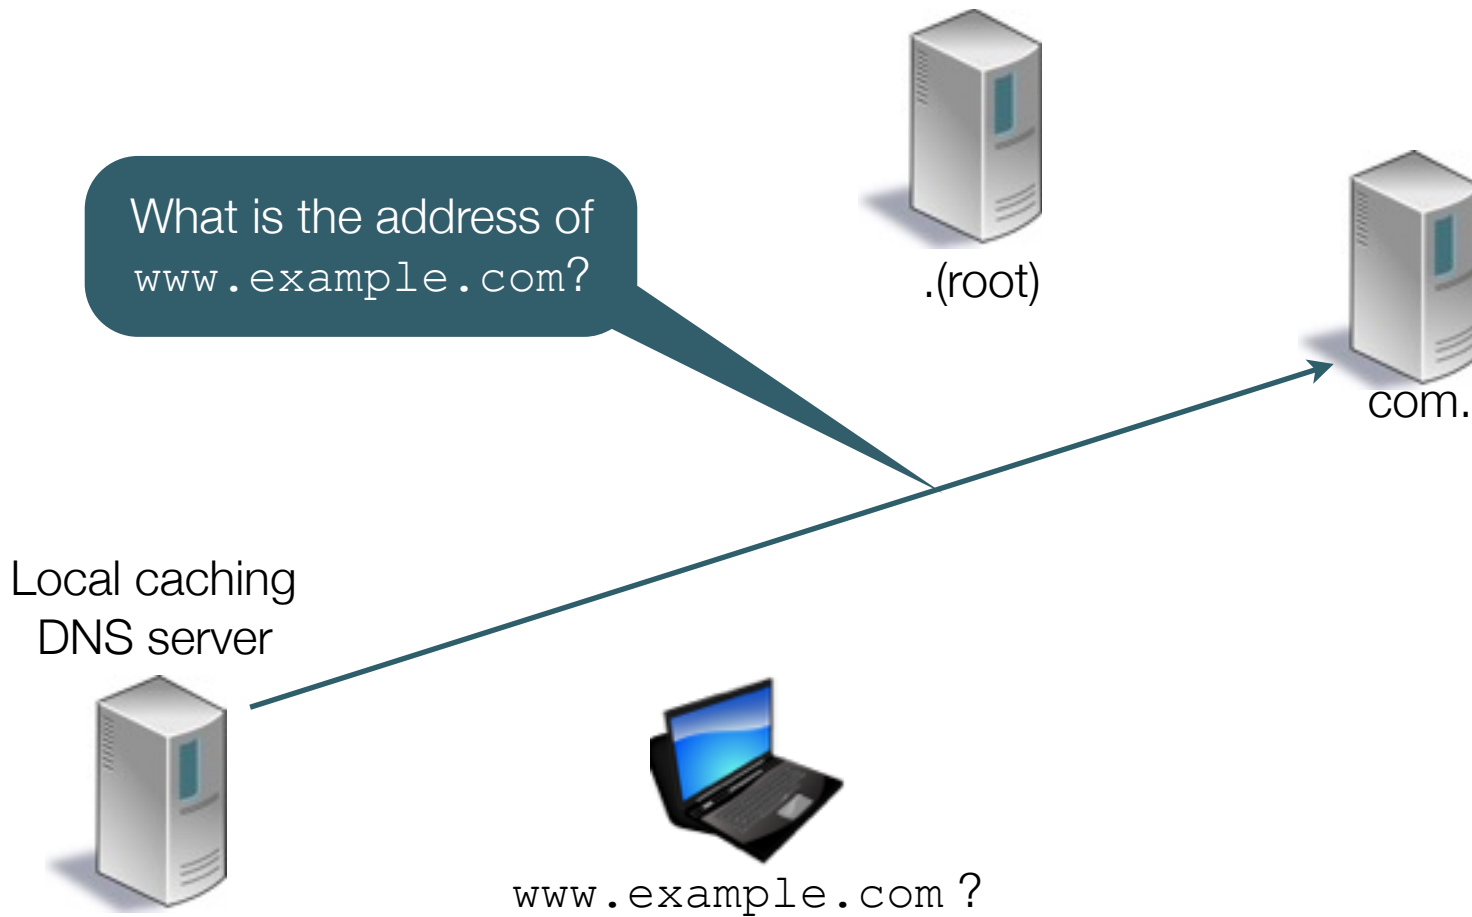 What is the address of
www.example.com?
.(root)
com.
Local caching
DNS server
www.example.com ?